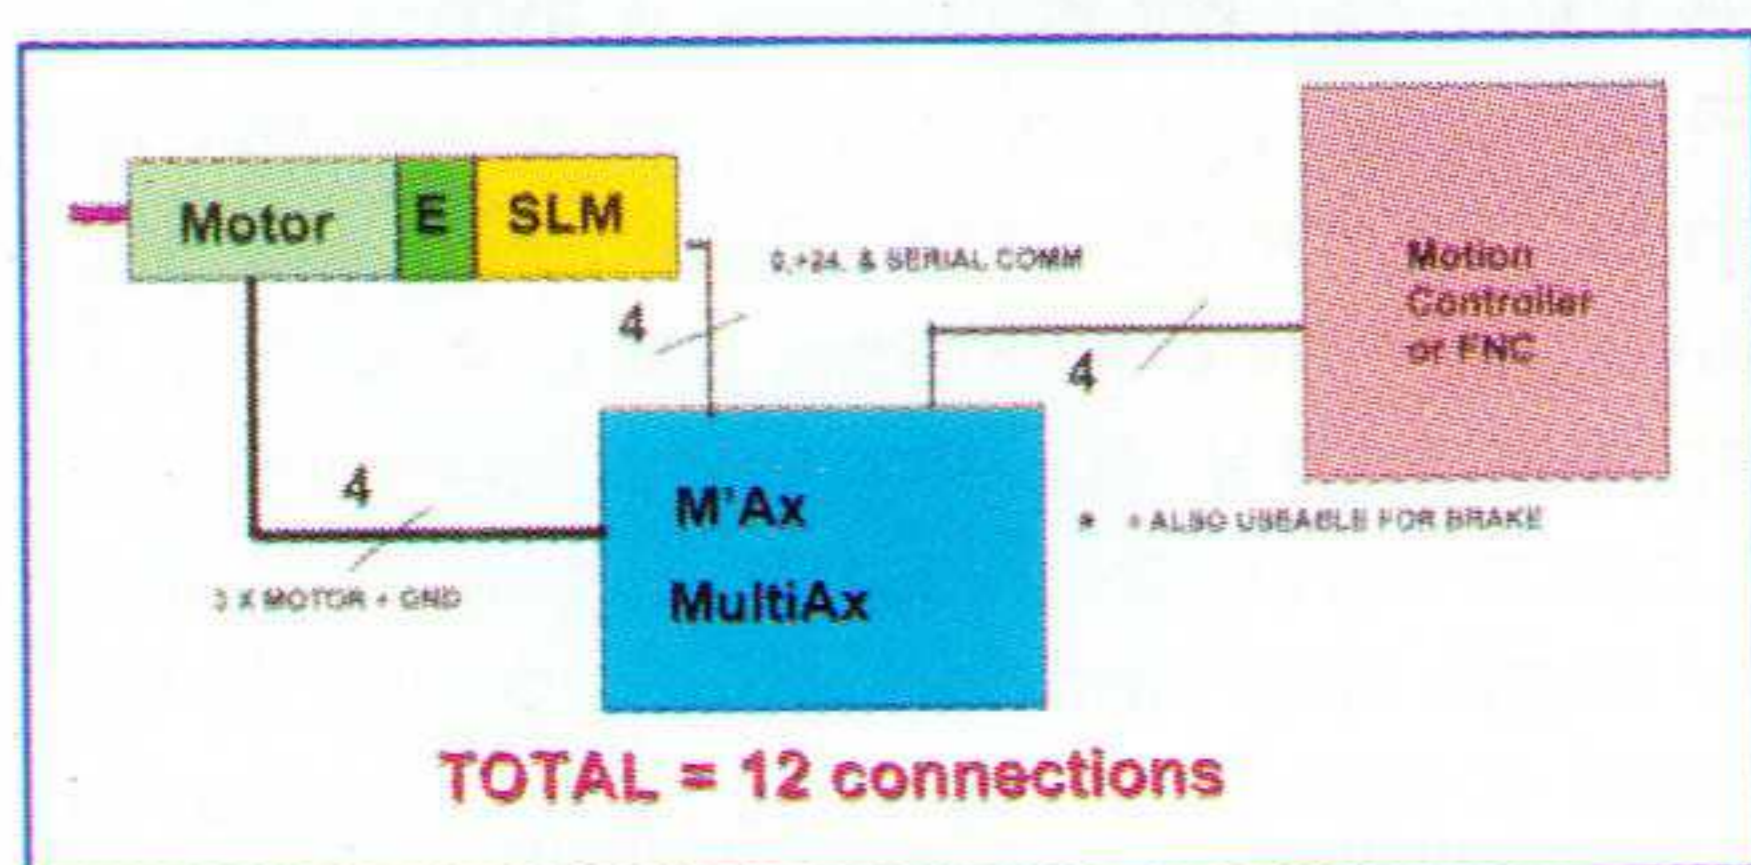 Motor E SLM
0,+24, & SERIAL COMM
4
Motion
Controller
or FNC
4
4
M'Ax
MultiAx
* = ALSO USEABLE FOR BRAKE
3 X MOTOR + GND
TOTAL = 12 connections